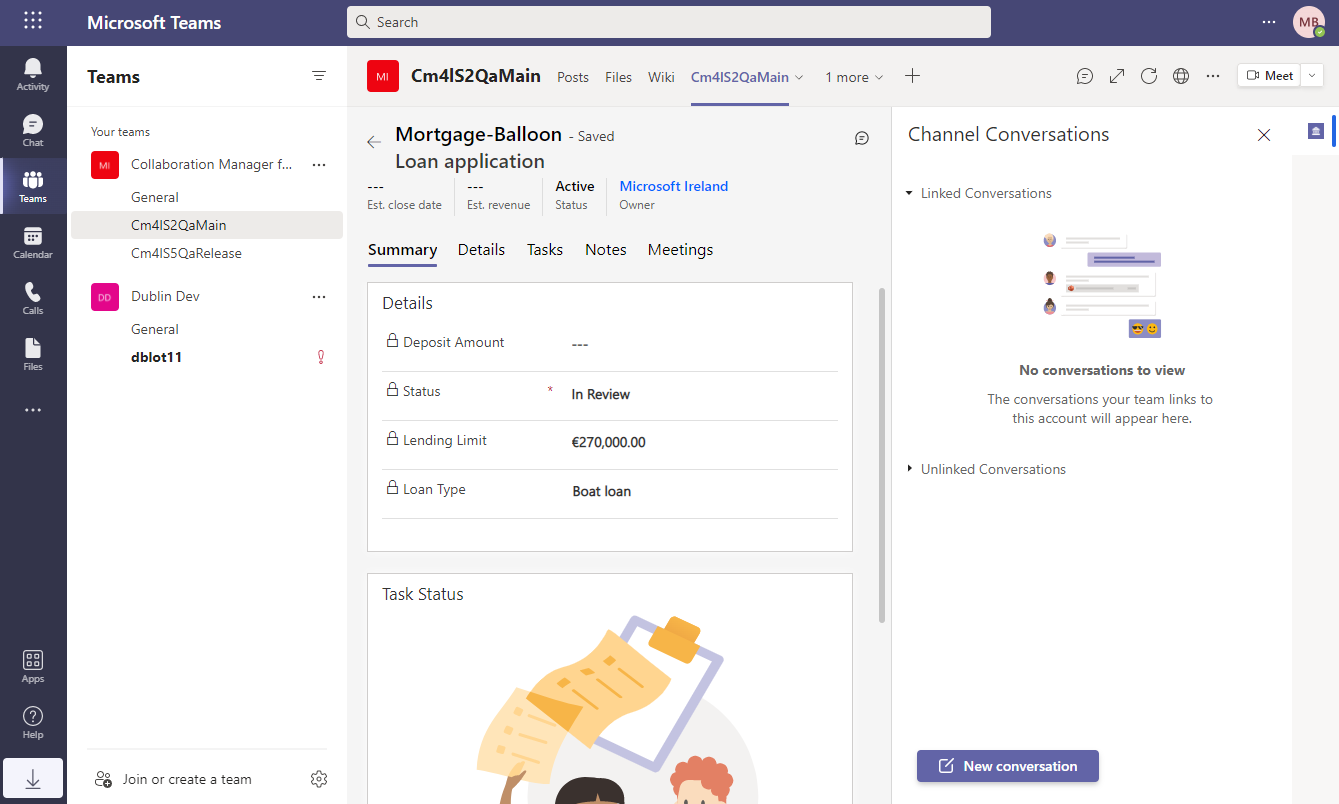 Microsoft Teams
Search
MB
Activity
Chat
Teams
Calendar
Calls
Files
Apps
Help
Teams
Your teams
MI
Collaboration Manager f...
General
Cm4lS2QaMain
Cm4lS5QaRelease
DD
Dublin Dev
General
dblot11
Join or create a team
MI
Cm4lS2QaMain
Posts
Files
Wiki
Cm4lS2QaMain
1 more
Meet
Mortgage-Balloon - Saved
Loan application
---
Est. close date
---
Est. revenue
Active
Status
Microsoft Ireland
Owner
Summary
Details
Tasks
Notes
Meetings
Details
Deposit Amount ---
Status * In Review
Lending Limit €270,000.00
Loan Type Boat loan
Task Status
Channel Conversations
Linked Conversations
No conversations to view
The conversations your team links to
this account will appear here.
Unlinked Conversations
New conversation